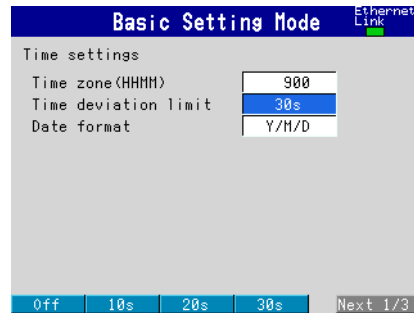 Basic Setting Mode
Ethernet
Link
Time settings
Time zone(HHMM) 900
Time deviation limit 30s
Date format Y/M/D
Off 10s 20s 30s Next 1/3